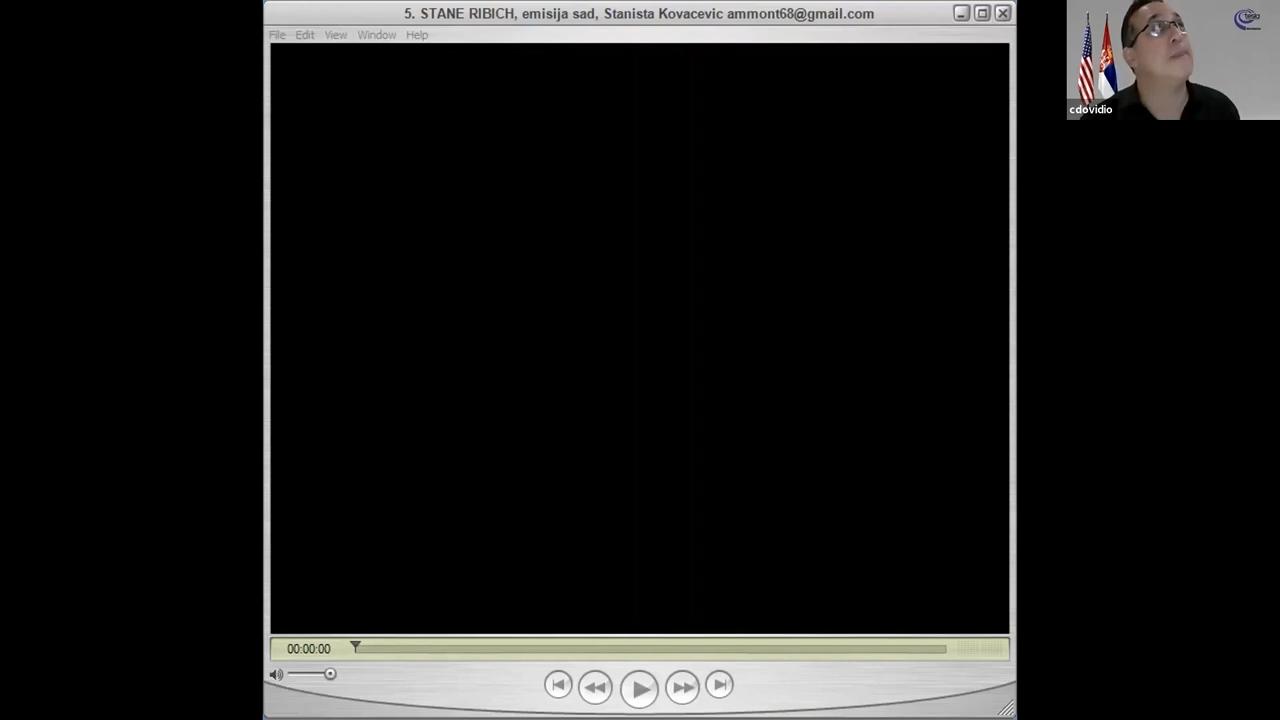 5. STANE RIBICH, emisija sad, Stanista Kovacevic ammont68@gmail.com
File Edit View Window Help
tesla
cdovidio
00:00:00